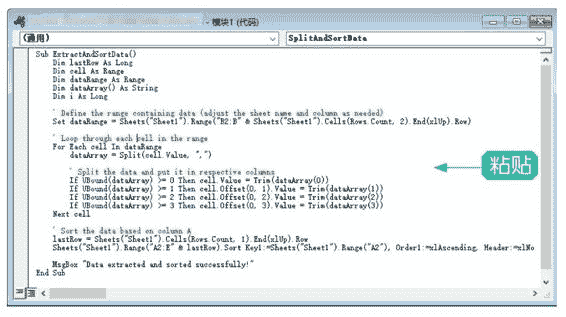 - 模块1 (代码)
(通用)
SplitAndSortData
Sub ExtractAndSortData()
Dim lastRow As Long
Dim cell As Range
Dim dataRange As Range
Dim dataArray() As String
Dim i As Long
' Define the range containing data (adjust the sheet name and column as needed)
Set dataRange = Sheets("Sheet1").Range("B2:B" & Sheets("Sheet1").Cells(Rows.Count, 2).End(xlUp).Row)
' Loop through each cell in the range
For Each cell In dataRange
dataArray = Split(cell.Value, ",")
' Split the data and put it in respective columns
If UBound(dataArray) >= 0 Then cell.Value = Trim(dataArray(0))
If UBound(dataArray) >= 1 Then cell.Offset(0, 1).Value = Trim(dataArray(1))
If UBound(dataArray) >= 2 Then cell.Offset(0, 2).Value = Trim(dataArray(2))
If UBound(dataArray) >= 3 Then cell.Offset(0, 3).Value = Trim(dataArray(3))
Next cell
粘贴
' Sort the data based on column A
lastRow = Sheets("Sheet1").Cells(Rows.Count, 1).End(xlUp).Row
Sheets("Sheet1").Range("A2:E" & lastRow).Sort Key1:=Sheets("Sheet1").Range("A2"), Order1:=xlAscending, Header:=xlNo
MsgBox "Data extracted and sorted successfully!"
End Sub